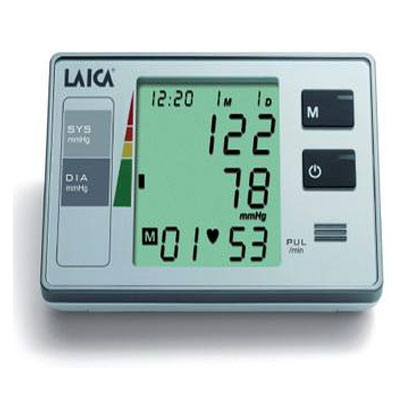 LAICA
12:20 1M 1D
SYS
mmHg
122
DIA
mmHg
78
mmHg
M 01 ♥ 53
PUL
/min
M